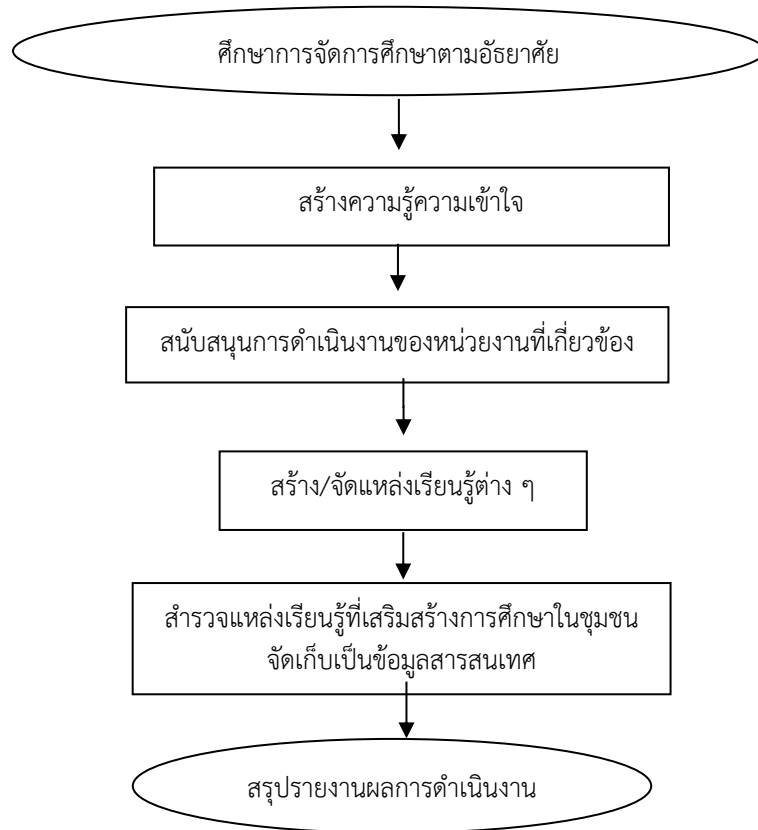 ศึกษาการจัดการศึกษาตามอัธยาศัย
สร้างความรู้ความเข้าใจ
สนับสนุนการดำเนินงานของหน่วยงานที่เกี่ยวข้อง
สร้าง/จัดแหล่งเรียนรู้ต่าง ๆ
สำรวจแหล่งเรียนรู้ที่เสริมสร้างการศึกษาในชุมชน
จัดเก็บเป็นข้อมูลสารสนเทศ
สรุปรายงานผลการดำเนินงาน